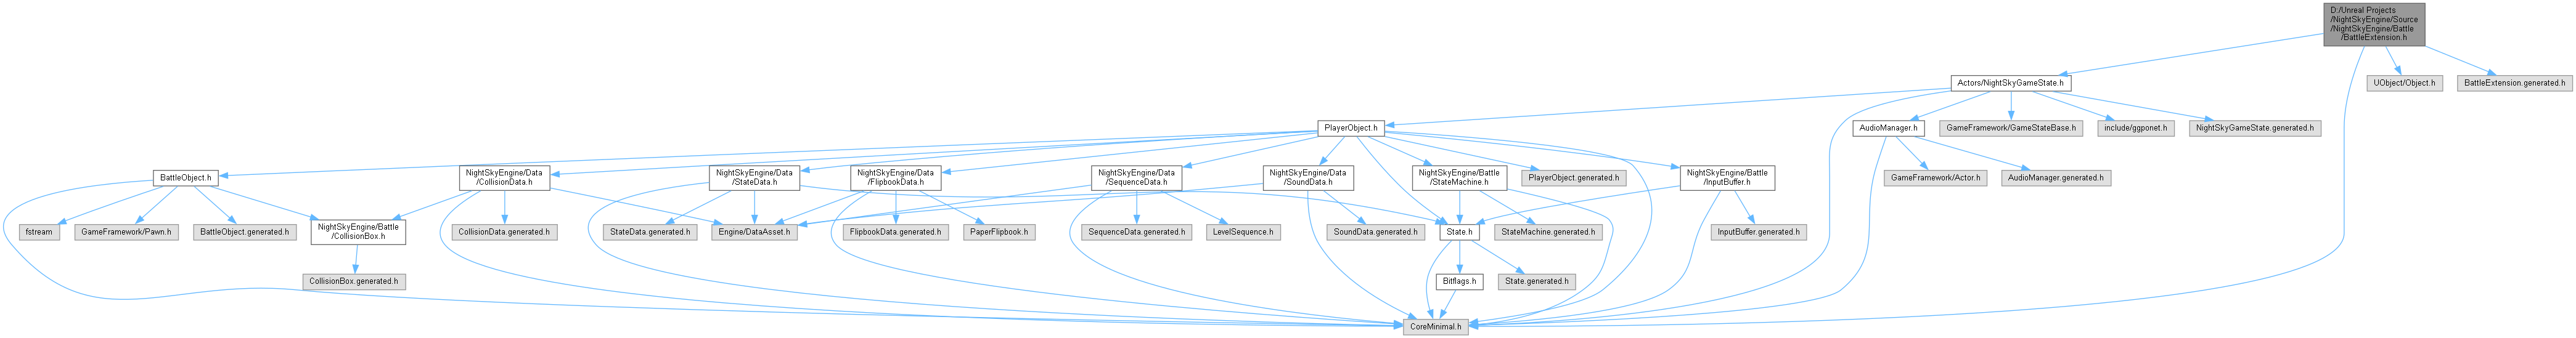 D:/Unreal Projects
/NightSkyEngine/Source
/NightSkyEngine/Battle
/BattleExtension.h
Actors/NightSkyGameState.h
UObject/Object.h
BattleExtension.generated.h
PlayerObject.h
AudioManager.h
GameFramework/GameStateBase.h
include/ggponet.h
NightSkyGameState.generated.h
BattleObject.h
NightSkyEngine/Data
/CollisionData.h
NightSkyEngine/Data
/StateData.h
NightSkyEngine/Data
/FlipbookData.h
NightSkyEngine/Data
/SequenceData.h
NightSkyEngine/Data
/SoundData.h
NightSkyEngine/Battle
/StateMachine.h
PlayerObject.generated.h
NightSkyEngine/Battle
/InputBuffer.h
GameFramework/Actor.h
AudioManager.generated.h
fstream
GameFramework/Pawn.h
BattleObject.generated.h
NightSkyEngine/Battle
/CollisionBox.h
CollisionData.generated.h
StateData.generated.h
Engine/DataAsset.h
FlipbookData.generated.h
PaperFlipbook.h
SequenceData.generated.h
LevelSequence.h
SoundData.generated.h
State.h
StateMachine.generated.h
InputBuffer.generated.h
CollisionBox.generated.h
Bitflags.h
State.generated.h
CoreMinimal.h